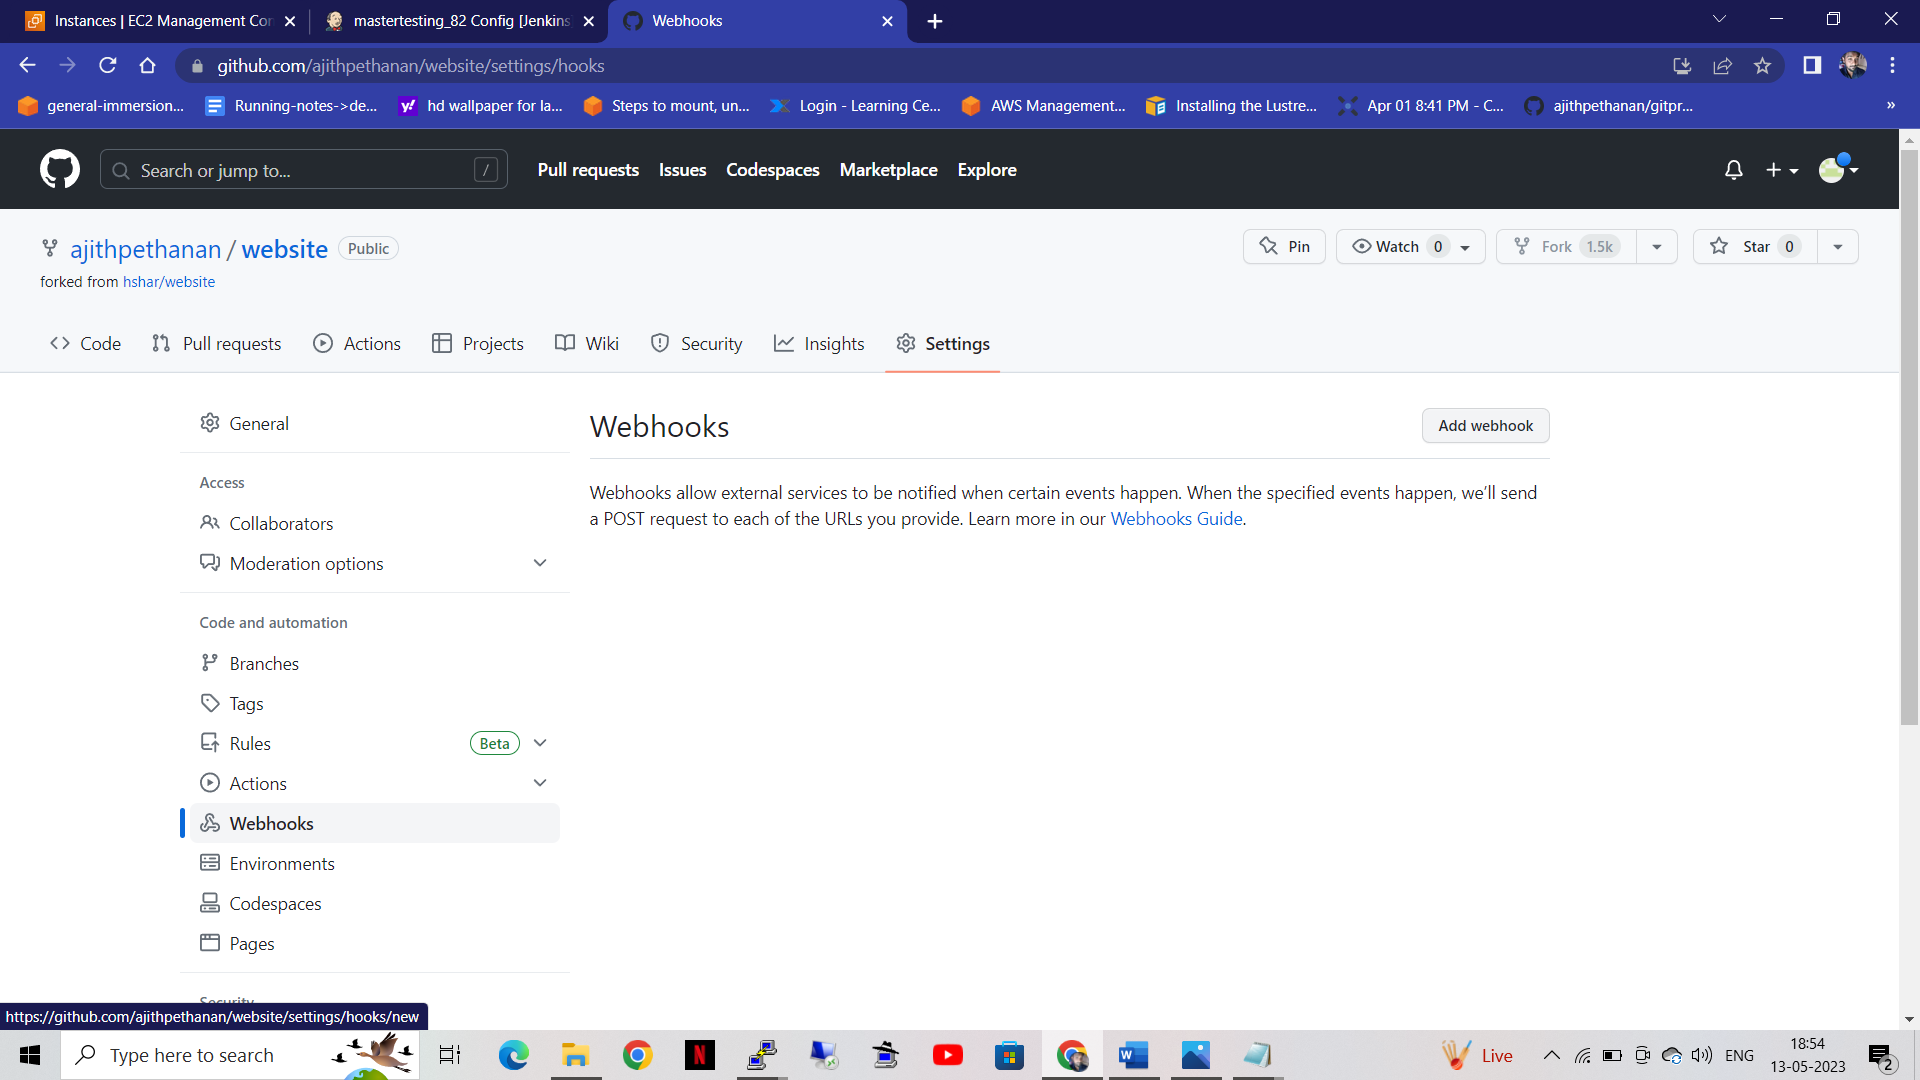 Instances | EC2 Management Con
mastertesting_82 Config [Jenkins
Webhooks
github.com/ajithpethanan/website/settings/hooks
general-immersion...
Running-notes->de...
hd wallpaper for la...
Steps to mount, un...
Login - Learning Ce...
AWS Management...
Installing the Lustre...
Apr 01 8:41 PM - C...
ajithpethanan/gitpr...
»
Search or jump to...
/
Pull requests
Issues
Codespaces
Marketplace
Explore
ajithpethanan / website
Public
Pin
Watch 0
Fork 1.5k
Star 0
forked from hshar/website
Code
Pull requests
Actions
Projects
Wiki
Security
Insights
Settings
General
Access
Collaborators
Moderation options
Code and automation
Branches
Tags
Rules
Beta
Actions
Webhooks
Environments
Codespaces
Pages
Security
Webhooks
Add webhook
Webhooks allow external services to be notified when certain events happen. When the specified events happen, we’ll send
a POST request to each of the URLs you provide. Learn more in our Webhooks Guide.
https://github.com/ajithpethanan/website/settings/hooks/new
Type here to search
Live
ENG
18:54
13-05-2023
2